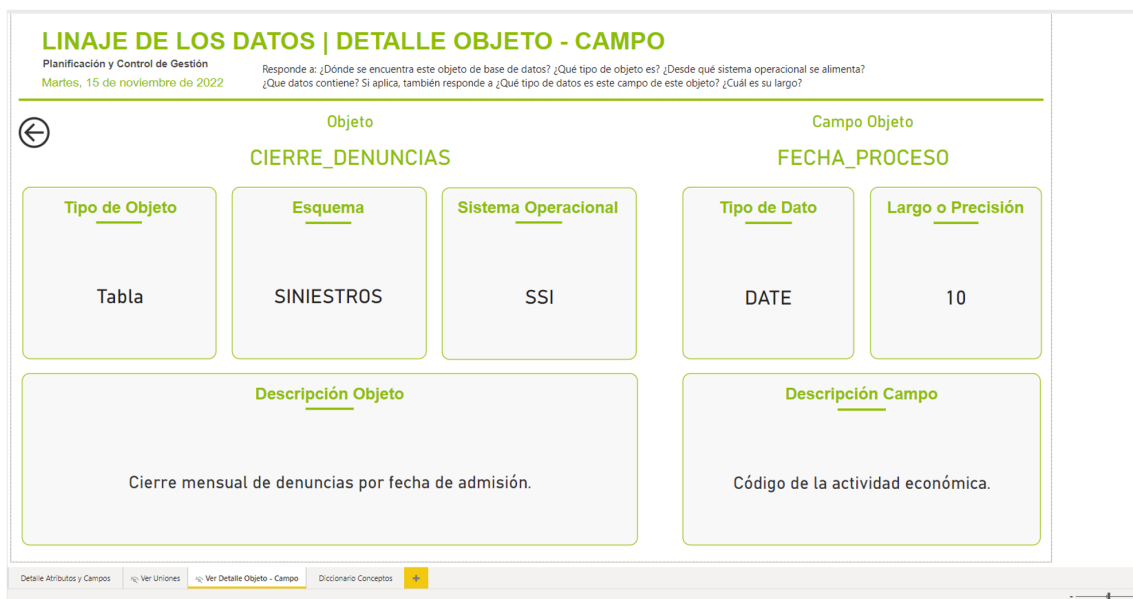 LINAJE DE LOS DATOS | DETALLE OBJETO - CAMPO
Planificación y Control de Gestión
Martes, 15 de noviembre de 2022
Responde a: ¿Dónde se encuentra este objeto de base de datos? ¿Qué tipo de objeto es? ¿Desde qué sistema operacional se alimenta?
¿Que datos contiene? Si aplica, también responde a ¿Qué tipo de datos es este campo de este objeto? ¿Cuál es su largo?
Objeto
CIERRE_DENUNCIAS
Campo Objeto
FECHA_PROCESO
Tipo de Objeto
Tabla
Esquema
SINIESTROS
Sistema Operacional
SSI
Tipo de Dato
DATE
Largo o Precisión
10
Descripción Objeto
Cierre mensual de denuncias por fecha de admisión.
Descripción Campo
Código de la actividad económica.
Detalle Atributos y Campos
Ver Uniones
Ver Detalle Objeto - Campo
Diccionario Conceptos
+